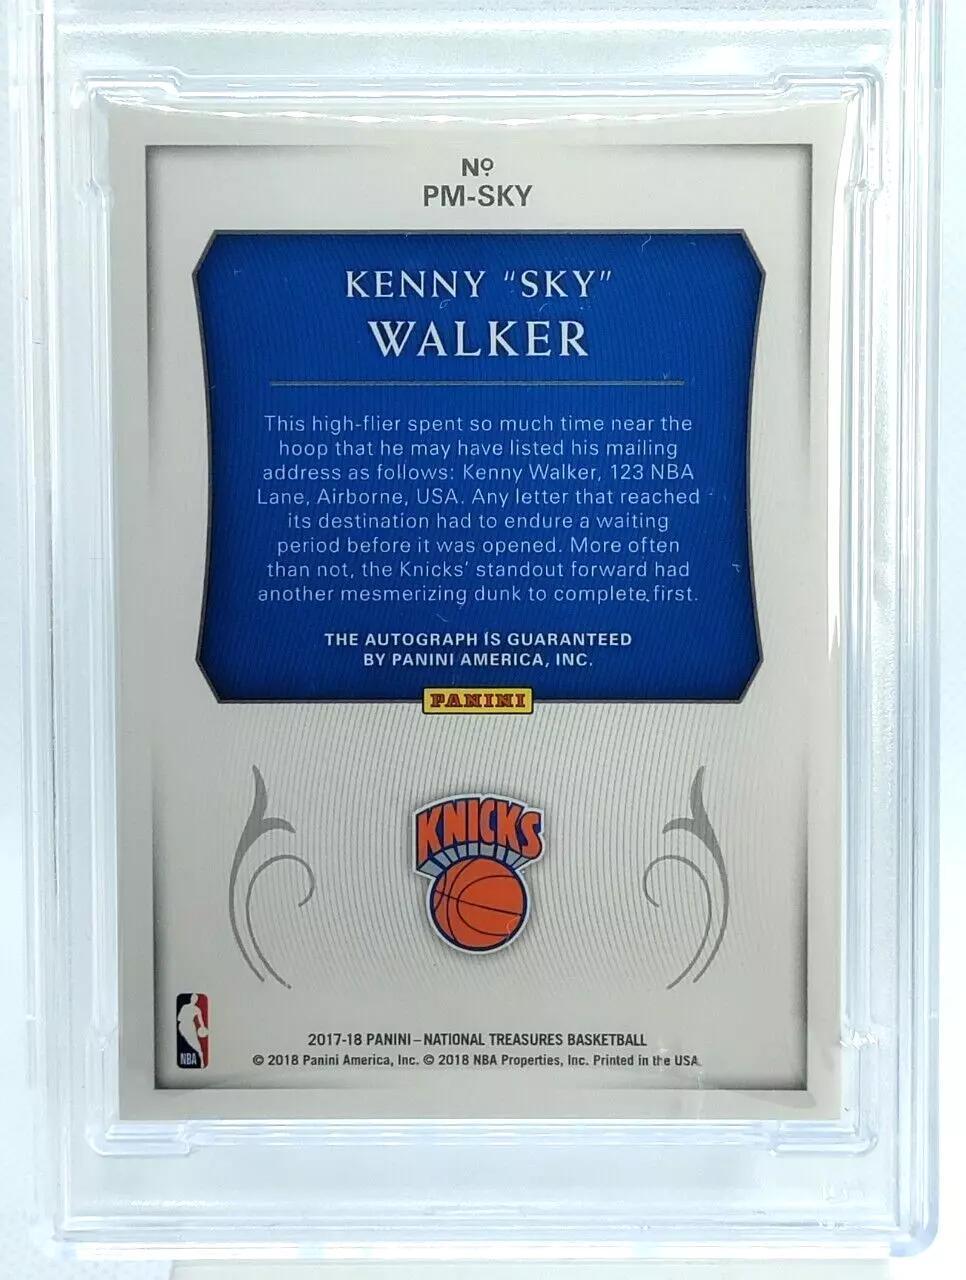 Nº
PM-SKY
KENNY "SKY"
WALKER
This high-flier spent so much time near the
hoop that he may have listed his mailing
address as follows: Kenny Walker, 123 NBA
Lane, Airborne, USA. Any letter that reached
its destination had to endure a waiting
period before it was opened. More often
than not, the Knicks' standout forward had
another mesmerizing dunk to complete first.
THE AUTOGRAPH IS GUARANTEED
BY PANINI AMERICA, INC.
PANINI
KNICKS
NBA
2017-18 PANINI – NATIONAL TREASURES BASKETBALL
© 2018 Panini America, Inc. © 2018 NBA Properties, Inc. Printed in the USA.